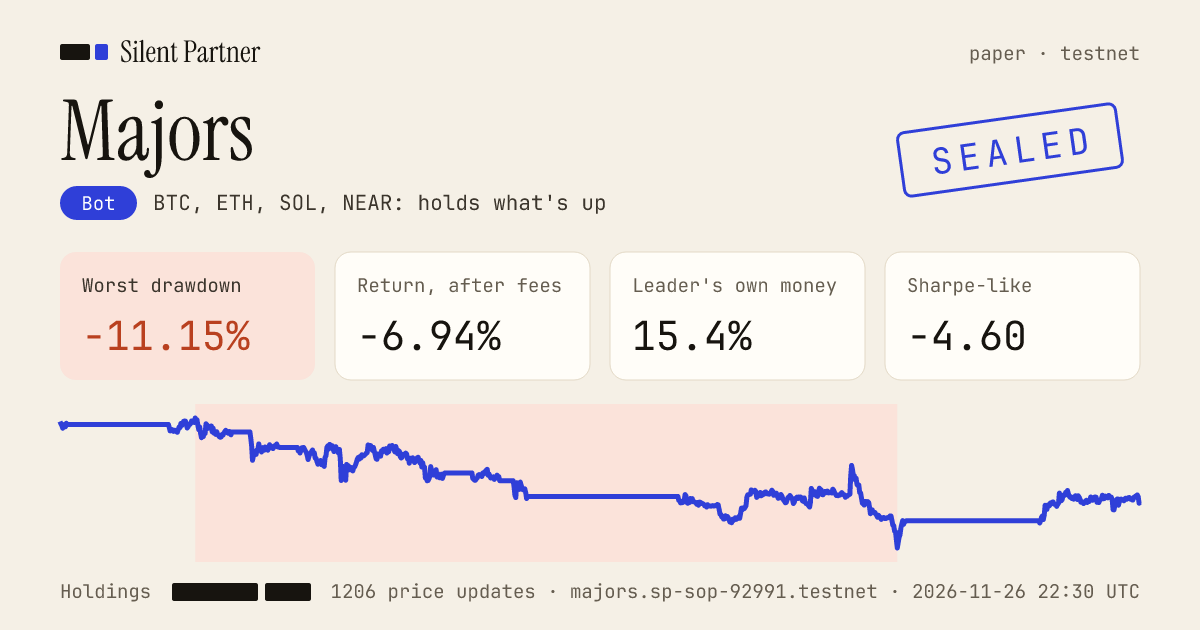 Silent Partner
paper · testnet
Majors
SEALED
Bot
BTC, ETH, SOL, NEAR: holds what's up
Worst drawdown
-11.15%
Return, after fees
-6.94%
Leader's own money
15.4%
Sharpe-like
-4.60
Holdings
1206 price updates · majors.sp-sop-92991.testnet · 2026-11-26 22:30 UTC